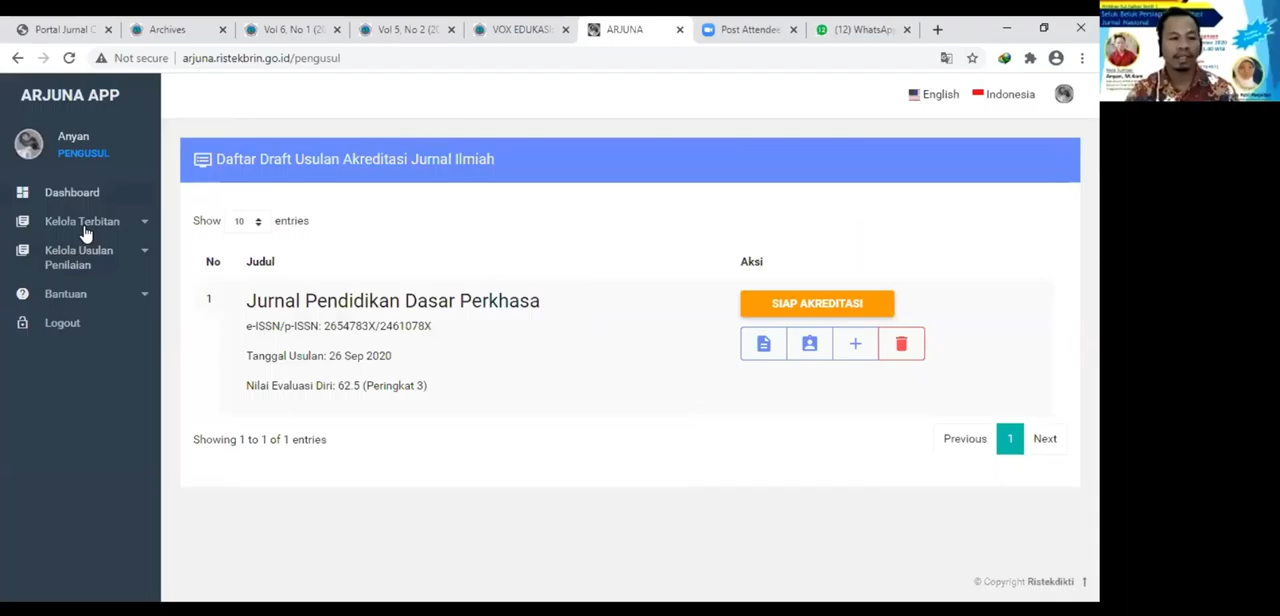 Portal Jurnal C
Archives
Vol 6, No 1 (2
Vol 5, No 2 (2
VOX EDUKASI
ARJUNA
Post Attendee
(12) WhatsApp
Not secure
arjuna.ristekbrin.go.id/pengusul
ARJUNA APP
English
Indonesia
Anyan
PENGUSUL
Dashboard
Kelola Terbitan
Kelola Usulan
Penilaian
Bantuan
Logout
Daftar Draft Usulan Akreditasi Jurnal Ilmiah
Show 10 entries
No Judul Aksi
1 Jurnal Pendidikan Dasar Perkhasa SIAP AKREDITASI
e-ISSN/p-ISSN: 2654783X/2461078X
Tanggal Usulan: 26 Sep 2020
Nilai Evaluasi Diri: 62.5 (Peringkat 3)
Showing 1 to 1 of 1 entries
Previous 1 Next
© Copyright Ristekdikti
Jurnal Nasional